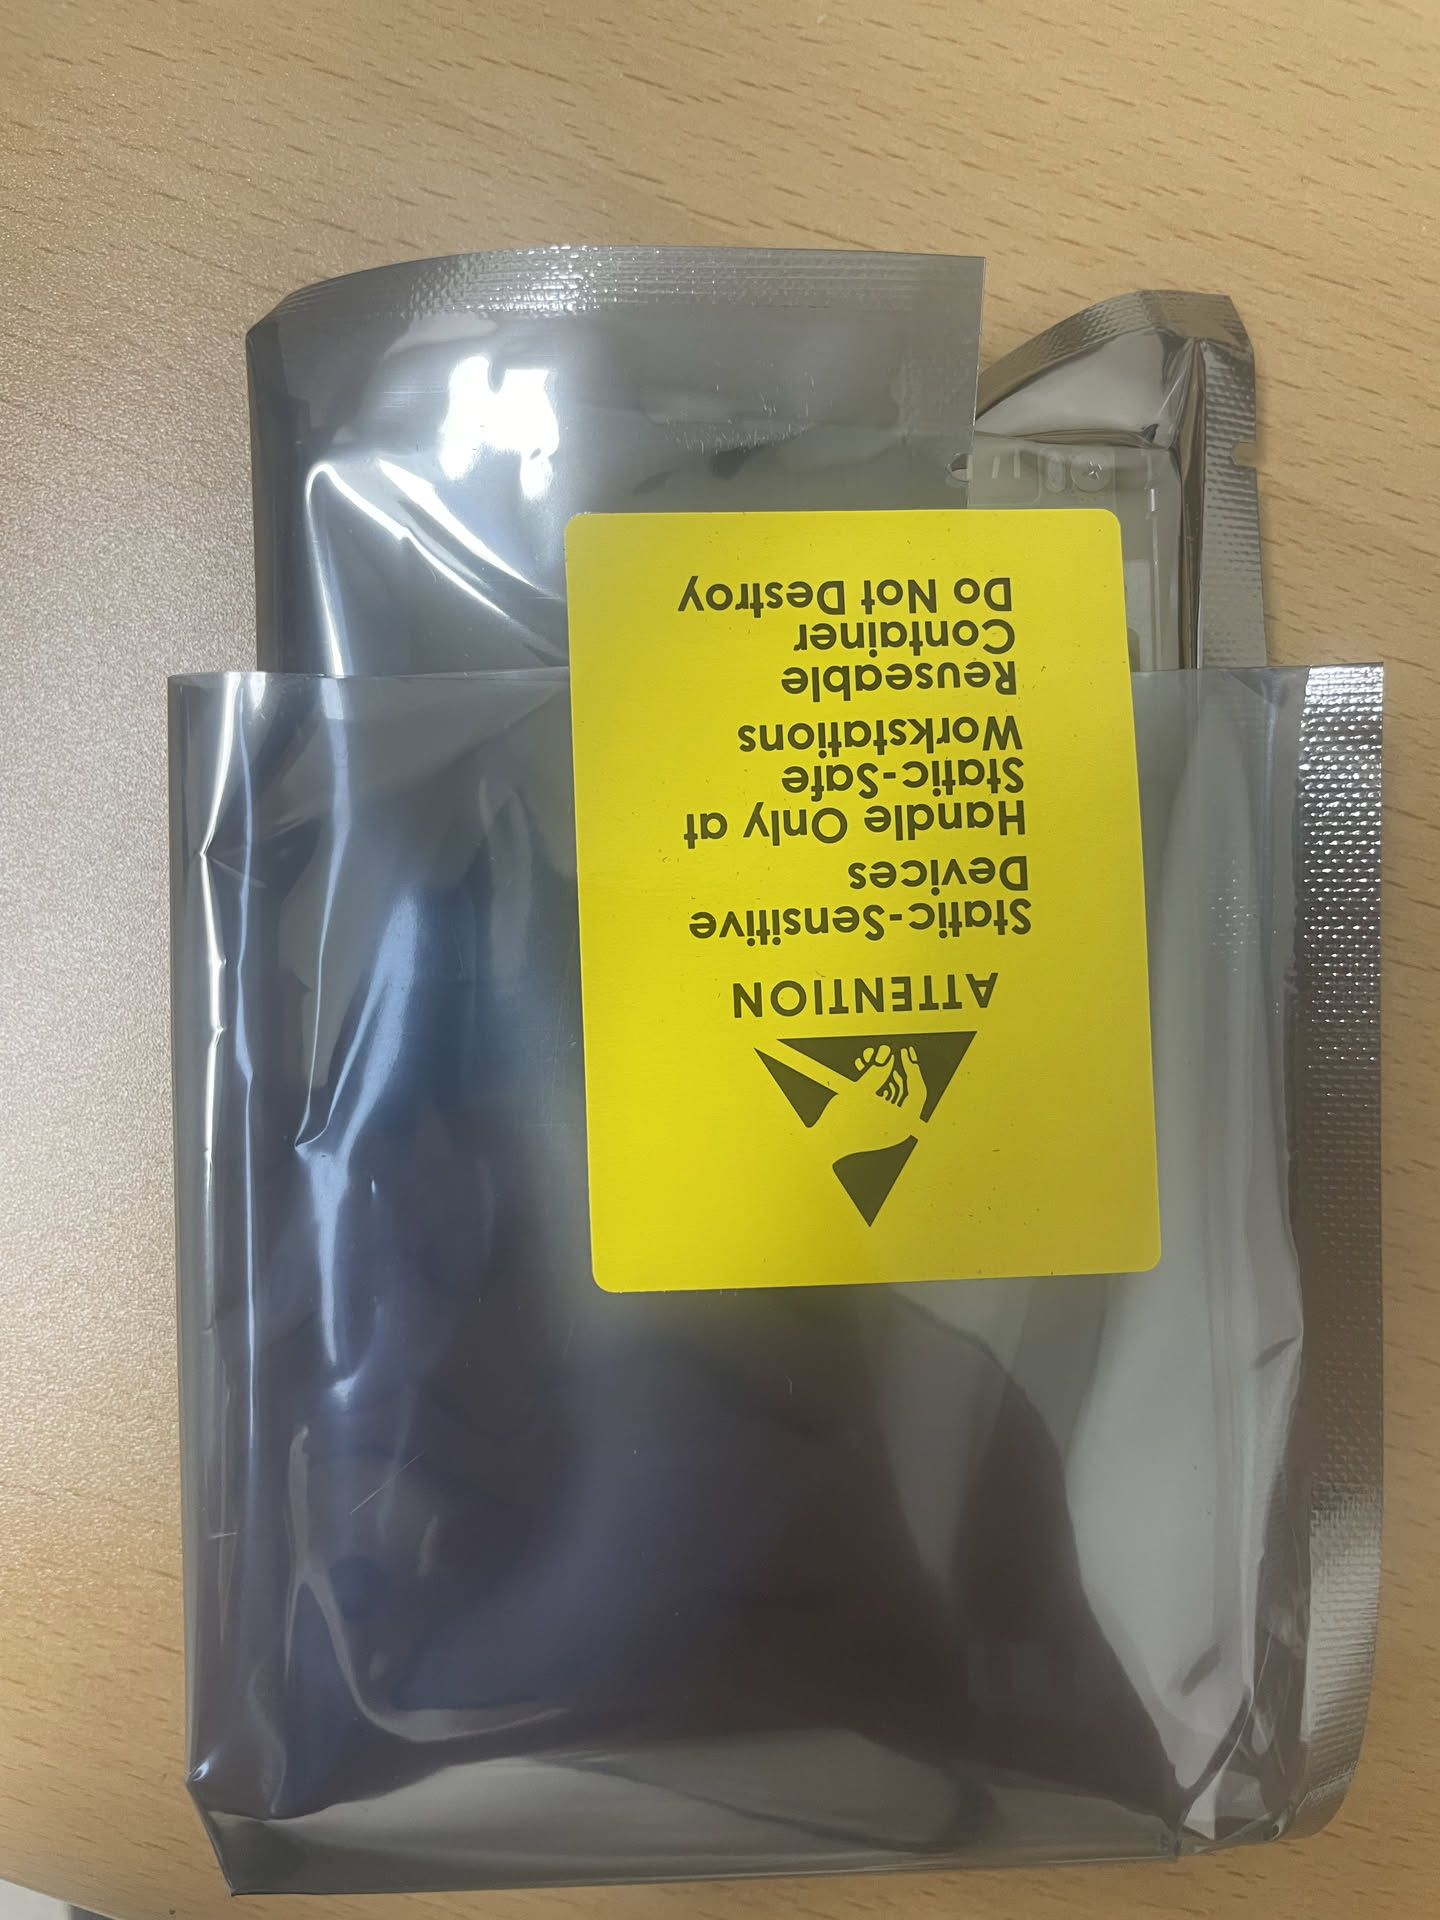 ATTENTION
Static-Sensitive
Devices
Handle Only at
Static-Safe
Workstations
Reuseable
Container
Do Not Destroy